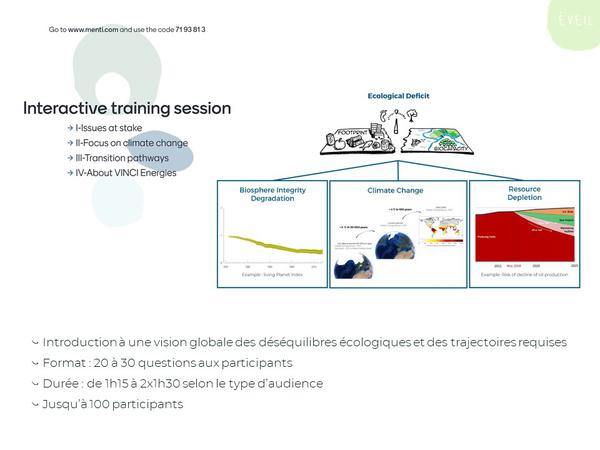 Go to www.menti.com and use the code 7193 813
ÉVEIL
Interactive training session
→ I-Issues at stake
→ II-Focus on climate change
→ III-Transition pathways
→ IV-About VINCI Energies
Ecological Deficit
FOOTPRINT
BIOCAPACITY
Biosphere Integrity
Degradation
Example : living Planet Index
Climate Change
Resource
Depletion
Example: Risk of decline of oil production
Introduction à une vision globale des déséquilibres écologiques et des trajectoires requises
Format : 20 à 30 questions aux participants
Durée : de 1h15 à 2x1h30 selon le type d'audience
Jusqu'à 100 participants